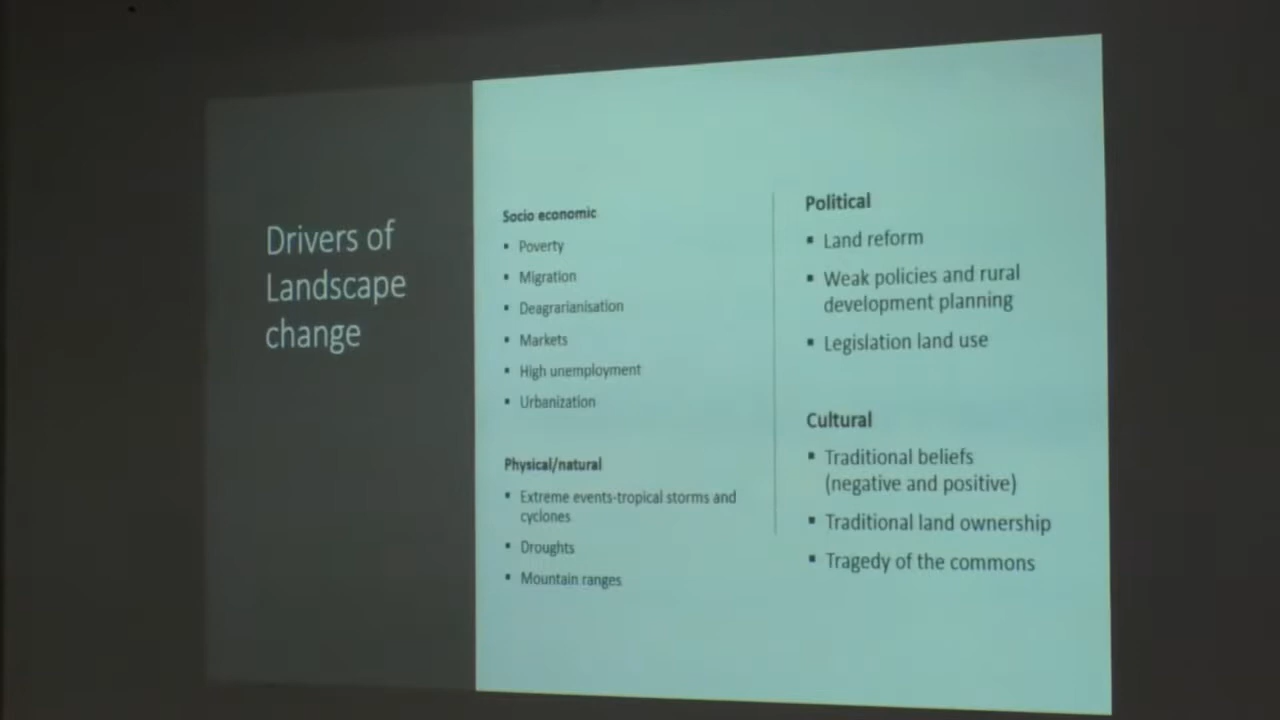 Drivers of
Landscape
change
Socio economic
▪ Poverty
▪ Migration
▪ Deagrarianisation
▪ Markets
▪ High unemployment
▪ Urbanization
Physical/natural
▪ Extreme events-tropical storms and
cyclones
▪ Droughts
▪ Mountain ranges
Political
▪ Land reform
▪ Weak policies and rural
development planning
▪ Legislation land use
Cultural
▪ Traditional beliefs
(negative and positive)
▪ Traditional land ownership
▪ Tragedy of the commons